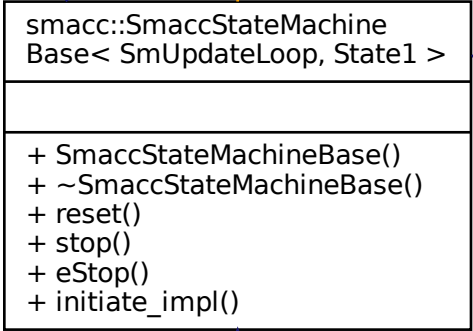 smacc::SmaccStateMachine
Base< SmUpdateLoop, State1 >
+ SmaccStateMachineBase()
+ ~SmaccStateMachineBase()
+ reset()
+ stop()
+ eStop()
+ initiate_impl()